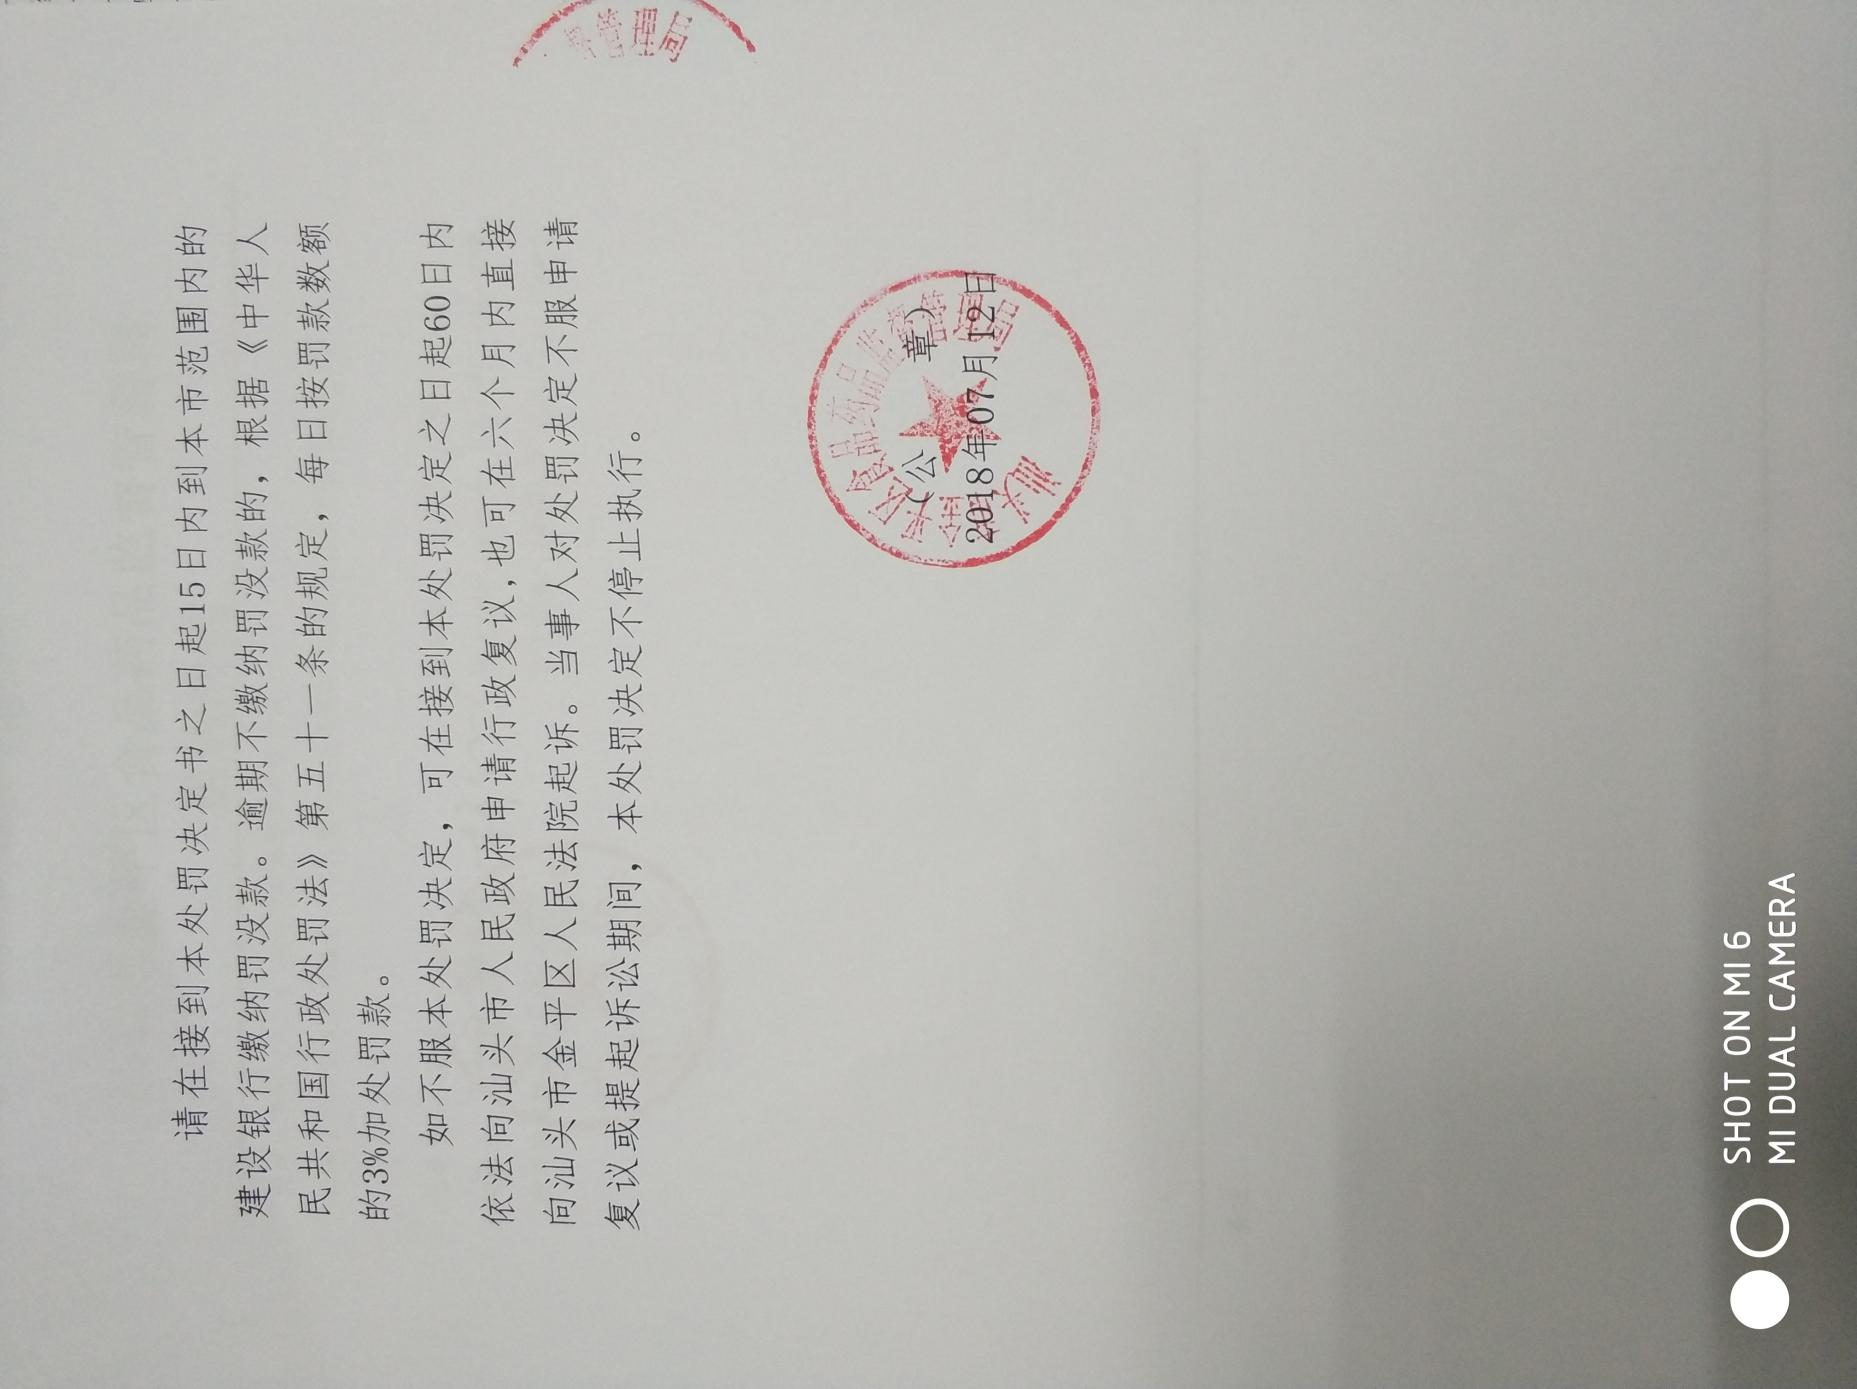 请在接到本处罚决定书之日起15日内到本市范围内的
建设银行缴纳罚没款。逾期不缴纳罚没款的，根据《中华人
民共和国行政处罚法》第五十一条的规定，每日按罚款数额
的3%加处罚款。
如不服本处罚决定，可在接到本处罚决定之日起60日内
依法向汕头市人民政府申请行政复议，也可在六个月内直接
向汕头市金平区人民法院起诉。当事人对处罚决定不服申请
复议或提起诉讼期间，本处罚决定不停止执行。
（公 章）
2018年07月12日
管理局
SHOT ON MI 6
MI DUAL CAMERA